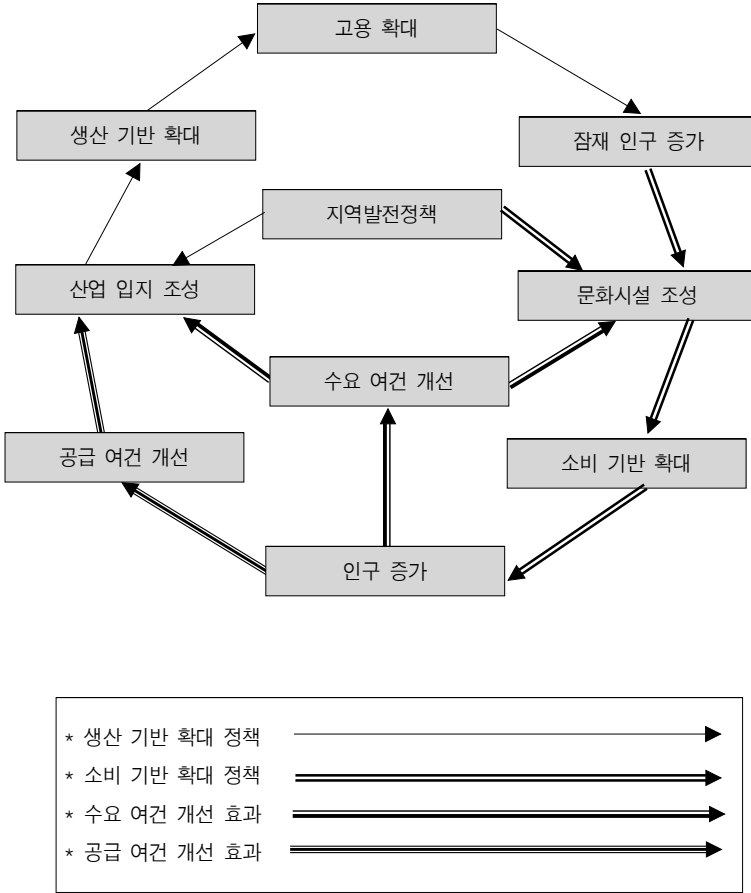 고용 확대
생산 기반 확대
잠재 인구 증가
지역발전정책
산업 입지 조성
문화시설 조성
수요 여건 개선
공급 여건 개선
소비 기반 확대
인구 증가
* 생산 기반 확대 정책
* 소비 기반 확대 정책
* 수요 여건 개선 효과
* 공급 여건 개선 효과